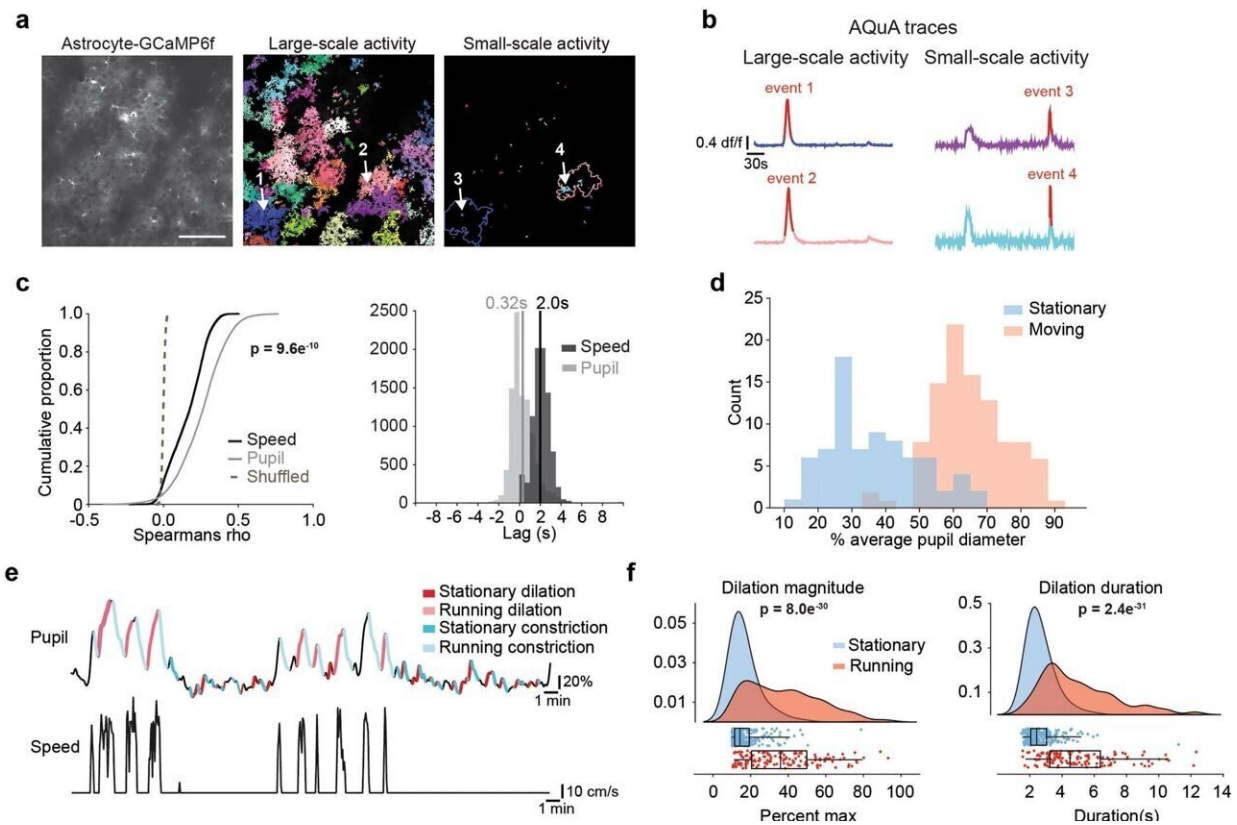 a
Astrocyte-GCaMP6f
Large-scale activity
Small-scale activity
1
2
3
4
b
AQuA traces
Large-scale activity
Small-scale activity
event 1
event 3
0.4 df/f
30s
event 2
event 4
c
Cumulative proportion
1.0
0.8
0.6
0.4
0.2
0
p = 9.6e-10
Speed
Pupil
Shuffled
-0.5
0.0
0.5
1.0
Spearmans rho
0.32s
2.0s
2500
2000
1500
1000
500
0
Speed
Pupil
-8 -6 -4 -2 0 2 4 6 8
Lag (s)
d
Stationary
Moving
Count
25
20
15
10
5
0
10 20 30 40 50 60 70 80 90
% average pupil diameter
e
Stationary dilation
Running dilation
Stationary constriction
Running constriction
Pupil
20%
1 min
Speed
10 cm/s
1 min
f
Dilation magnitude
p = 8.0e-30
0.05
0.03
0.01
Stationary
Running
0 20 40 60 80 100
Percent max
Dilation duration
p = 2.4e-31
0.5
0.3
0.1
2 4 6 8 10 12 14
Duration(s)